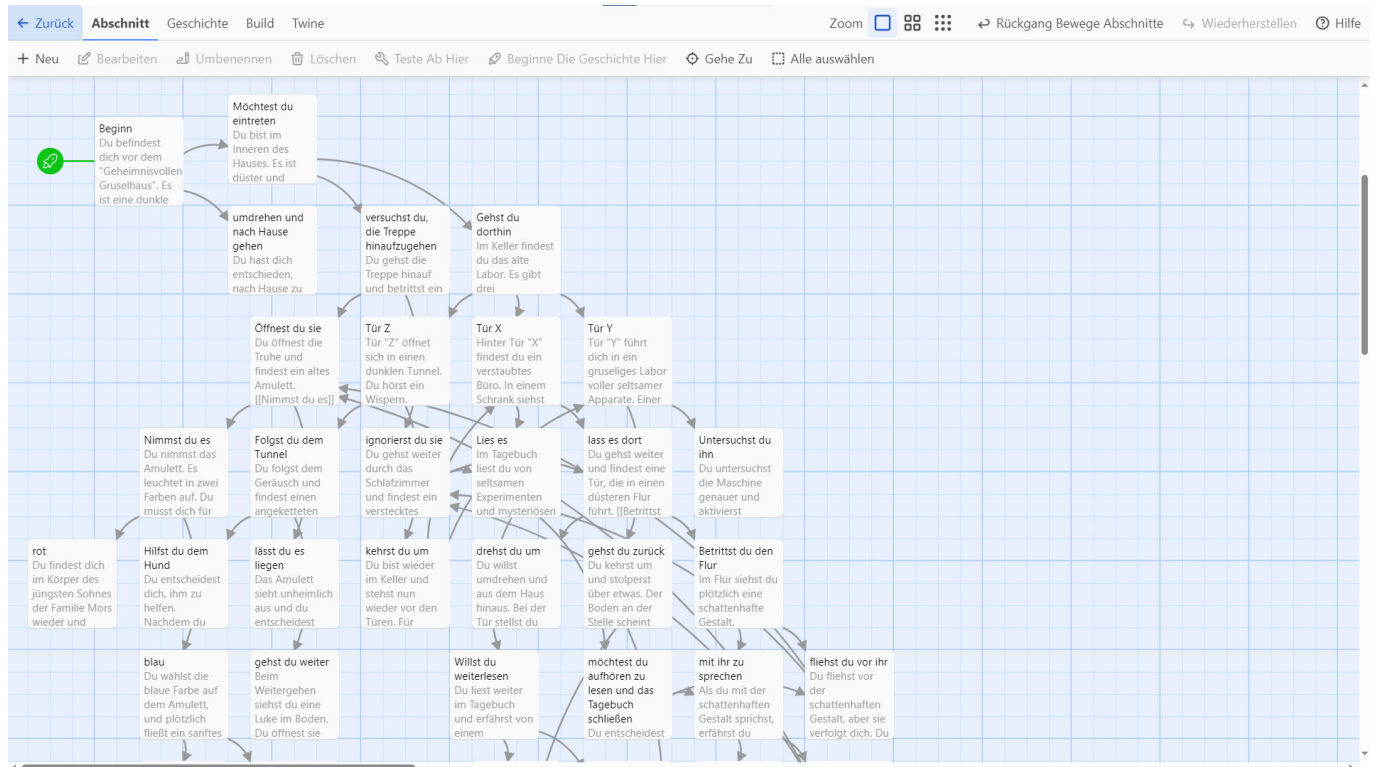 Zurück Abschnitt Geschichte Build Twine Zoom Rückgang Bewege Abschnitte Wiederherstellen Hilfe
Neu Bearbeiten Umbenennen Löschen Teste Ab Hier Beginne Die Geschichte Hier Gehe Zu Alle auswählen
Beginn
Du befindest
dich vor dem
"Geheimnisvollen
Gruselhaus". Es
ist eine dunkle
Möchtest du
eintreten
Du bist im
Inneren des
Hauses. Es ist
düster und
umdrehen und
nach Hause
gehen
Du hast dich
entschieden,
nach Hause zu
versuchst du,
die Treppe
hinaufzugehen
Du gehst die
Treppe hinauf
und betrittst ein
Gehst du
dorthin
Im Keller findest
du das alte
Labor. Es gibt
drei
Öffnest du sie
Du öffnest die
Truhe und
findest ein altes
Amulett.
[[Nimmst du es]]
Tür Z
Tür "Z" öffnet
sich in einen
dunklen Tunnel.
Du hörst ein
Wispern.
Tür X
Hinter Tür "X"
findest du ein
verstaubtes
Büro. In einem
Schrank siehst
Tür Y
Tür "Y" führt
dich in ein
gruseliges Labor
voller seltsamer
Apparate. Einer
Nimmst du es
Du nimmst das
Amulett. Es
leuchtet in zwei
Farben auf. Du
musst dich für
Folgst du dem
Tunnel
Du folgst dem
Geräusch und
findest einen
angeketteten
ignorierst du sie
Du gehst weiter
durch das
Schlafzimmer
und findest ein
verstecktes
Lies es
Im Tagebuch
liest du von
seltsamen
Experimenten
und mysteriösen
lass es dort
Du gehst weiter
und findest eine
Tür, die in einen
düsteren Flur
führt. [[Betrittst
Untersuchst du
ihn
Du untersuchst
die Maschine
genauer und
aktivierst
rot
Du findest dich
im Körper des
jüngsten Sohnes
der Familie Mors
wieder und
Hilfst du dem
Hund
Du entscheidest
dich, ihm zu
helfen.
Nachdem du
lässt du es
liegen
Das Amulett
sieht unheimlich
aus und du
entscheidest
kehrst du um
Du bist wieder
im Keller und
stehst nun
wieder vor den
Türen. Für
drehst du um
Du willst
umdrehen und
aus dem Haus
hinaus. Bei der
Tür stellst du
gehst du zurück
Du kehrst um
und stolperst
über etwas. Der
Boden an der
Stelle scheint
Betrittst du den
Flur
Im Flur siehst du
plötzlich eine
schattenhafte
Gestalt.
blau
Du wählst die
blaue Farbe auf
dem Amulett,
und plötzlich
fließt ein sanftes
gehst du weiter
Beim
Weitergehen
siehst du eine
Luke im Boden.
Du öffnest sie
Willst du
weiterlesen
Du liest weiter
im Tagebuch
und erfährst von
einem
möchtest du
aufhören zu
lesen und das
Tagebuch
schließen
Du entscheidest
mit ihr zu
sprechen
Als du mit der
schattenhaften
Gestalt sprichst,
erfährst du
fliehst du vor ihr
Du fliehst vor
der
schattenhaften
Gestalt, aber sie
verfolgt dich. Du